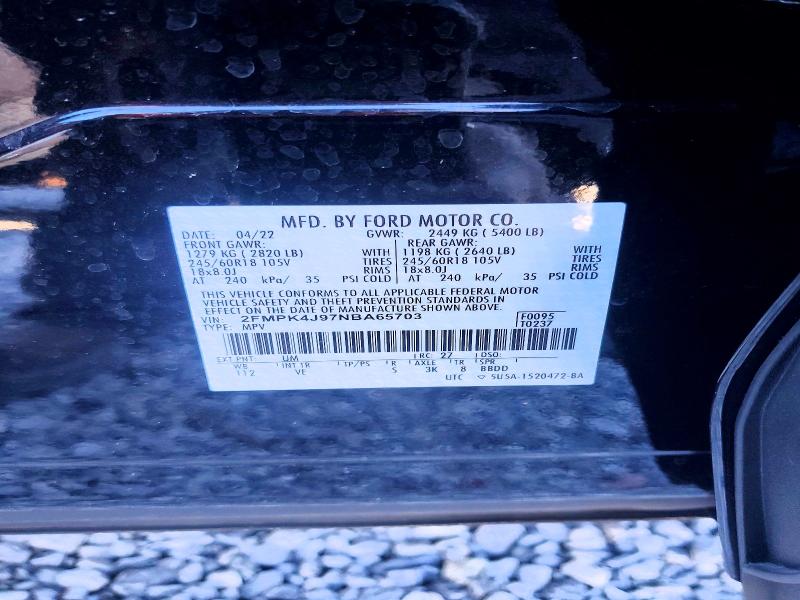 MFD. BY FORD MOTOR CO.
DATE: 04/22 GVWR: 2449 KG ( 5400 LB)
FRONT GAWR: REAR GAWR:
1279 KG ( 2820 LB) WITH 1198 KG ( 2640 LB) WITH
245/60R18 105V TIRES 245/60R18 105V TIRES
18x8.0J RIMS 18x8.0J RIMS
AT 240 kPa/ 35 PSI COLD AT 240 kPa/ 35 PSI COLD
THIS VEHICLE CONFORMS TO ALL APPLICABLE FEDERAL MOTOR
VEHICLE SAFETY AND THEFT PREVENTION STANDARDS IN
EFFECT ON THE DATE OF MANUFACTURE SHOWN ABOVE.
VIN: 2FMPK4J97NBA65703 F0095
TYPE: MPV T0237
EXT PNT: UM RC: 27 DSO:
WB INT TR TP/PS R AXLE TR SPR
112 VE S 3K 8 BBDD
UTC 5USA-1520472-BA